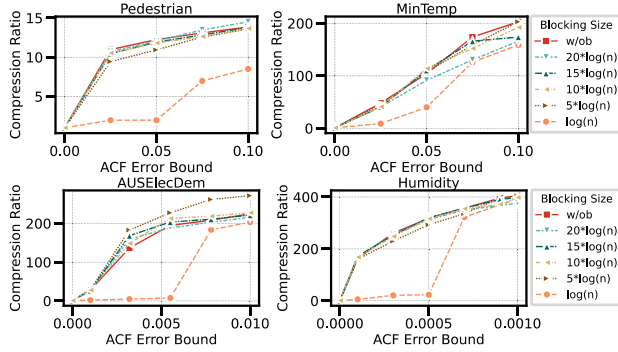 Pedestrian
MinTemp
Compression Ratio
15
10
5
0.00
0.05
0.10
ACF Error Bound
Compression Ratio
200
100
0
0.00
0.05
0.10
ACF Error Bound
Blocking Size
w/ob
20*log(n)
15*log(n)
10*log(n)
5*log(n)
log(n)
AUSElecDem
Humidity
Compression Ratio
200
100
0
0.000
0.005
0.010
ACF Error Bound
Compression Ratio
400
200
0
0.0000
0.0005
0.0010
ACF Error Bound
Blocking Size
w/ob
20*log(n)
15*log(n)
10*log(n)
5*log(n)
log(n)